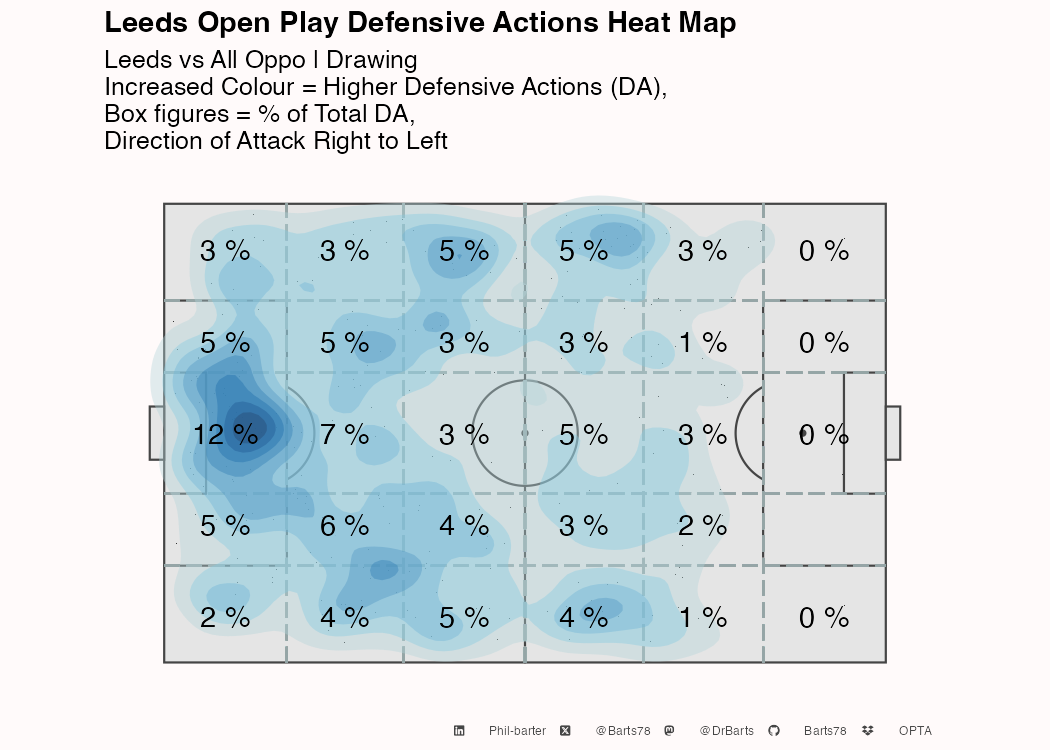 Leeds Open Play Defensive Actions Heat Map
Leeds vs All Oppo | Drawing
Increased Colour = Higher Defensive Actions (DA),
Box figures = % of Total DA,
Direction of Attack Right to Left
3 % 3 % 5 % 5 % 3 % 0 %
5 % 5 % 3 % 3 % 1 % 0 %
12 % 7 % 3 % 5 % 3 % 0 %
5 % 6 % 4 % 3 % 2 %
2 % 4 % 5 % 4 % 1 % 0 %
Phil-barter @Barts78 @DrBarts Barts78 OPTA